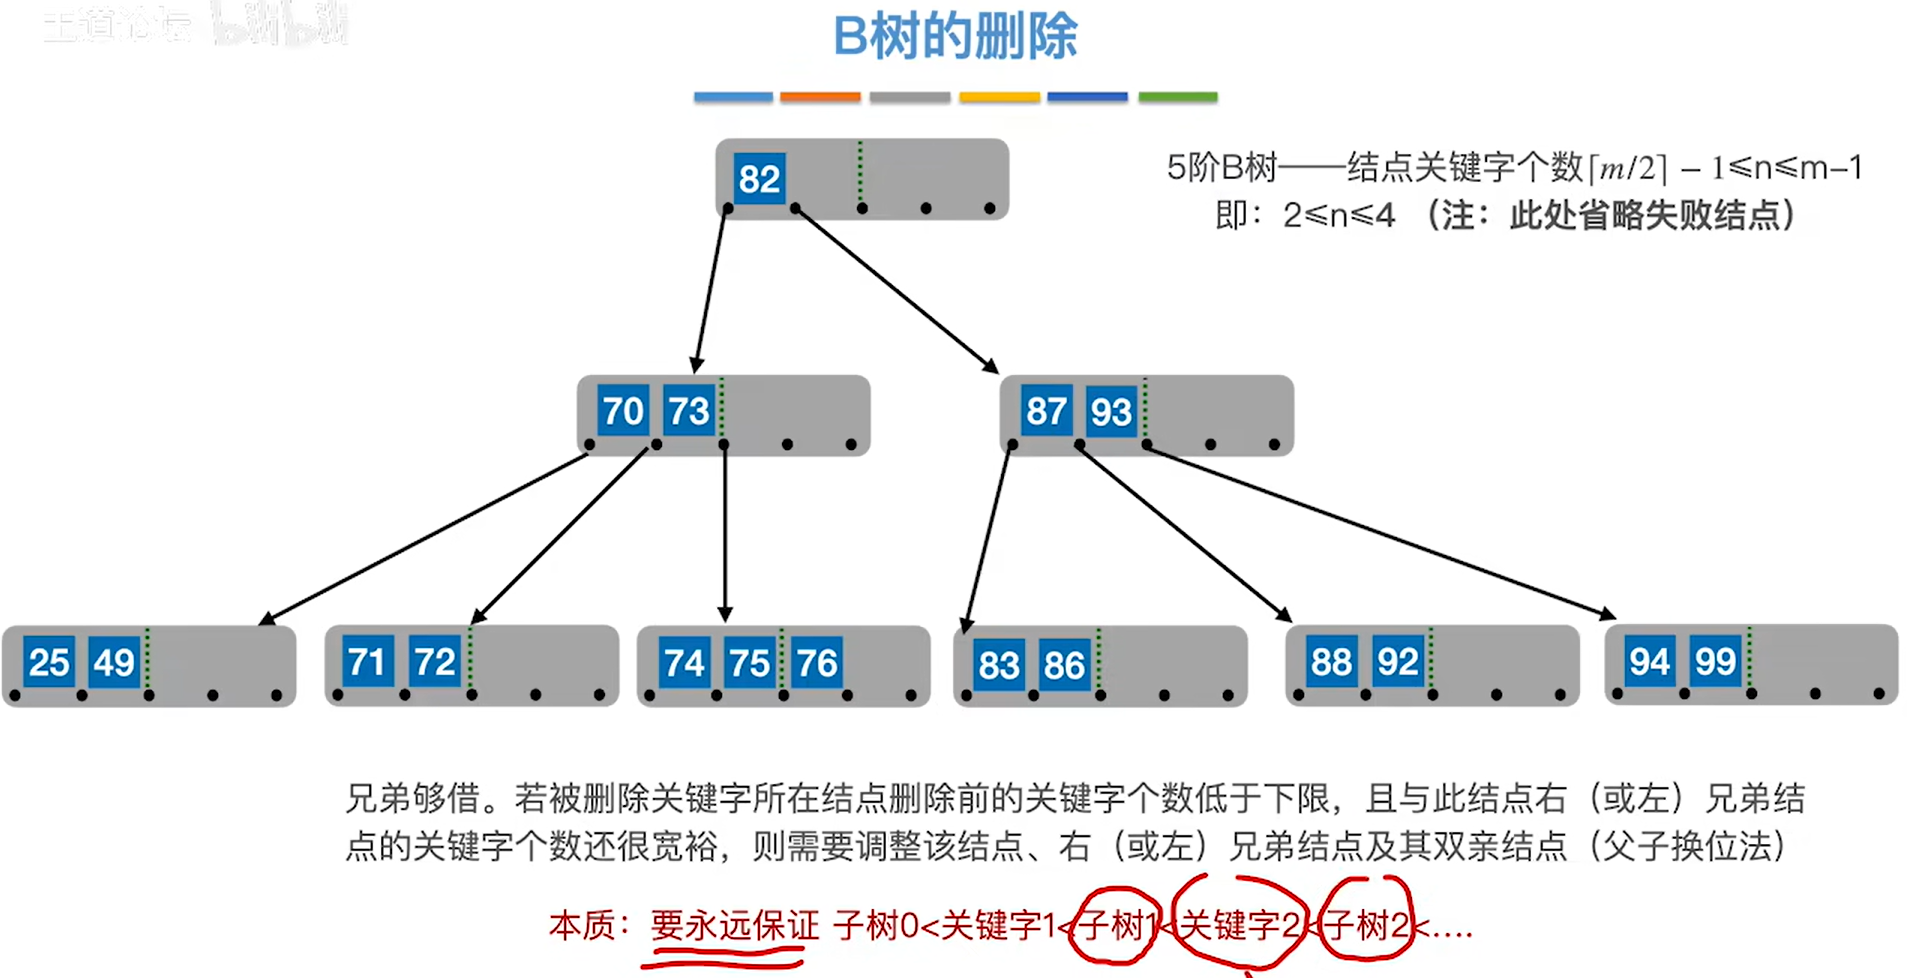 王道论坛 bilibili
B树的删除
82
5阶B树——结点关键字个数⌈m/2⌉ − 1≤n≤m–1
即：2≤n≤4 （注：此处省略失败结点）
70 73
87 93
25 49
71 72
74 75 76
83 86
88 92
94 99
兄弟够借。若被删除关键字所在结点删除前的关键字个数低于下限，且与此结点右（或左）兄弟结
点的关键字个数还很宽裕，则需要调整该结点、右（或左）兄弟结点及其双亲结点（父子换位法）
本质：要永远保证 子树0<关键字1<子树1<关键字2<子树2<....